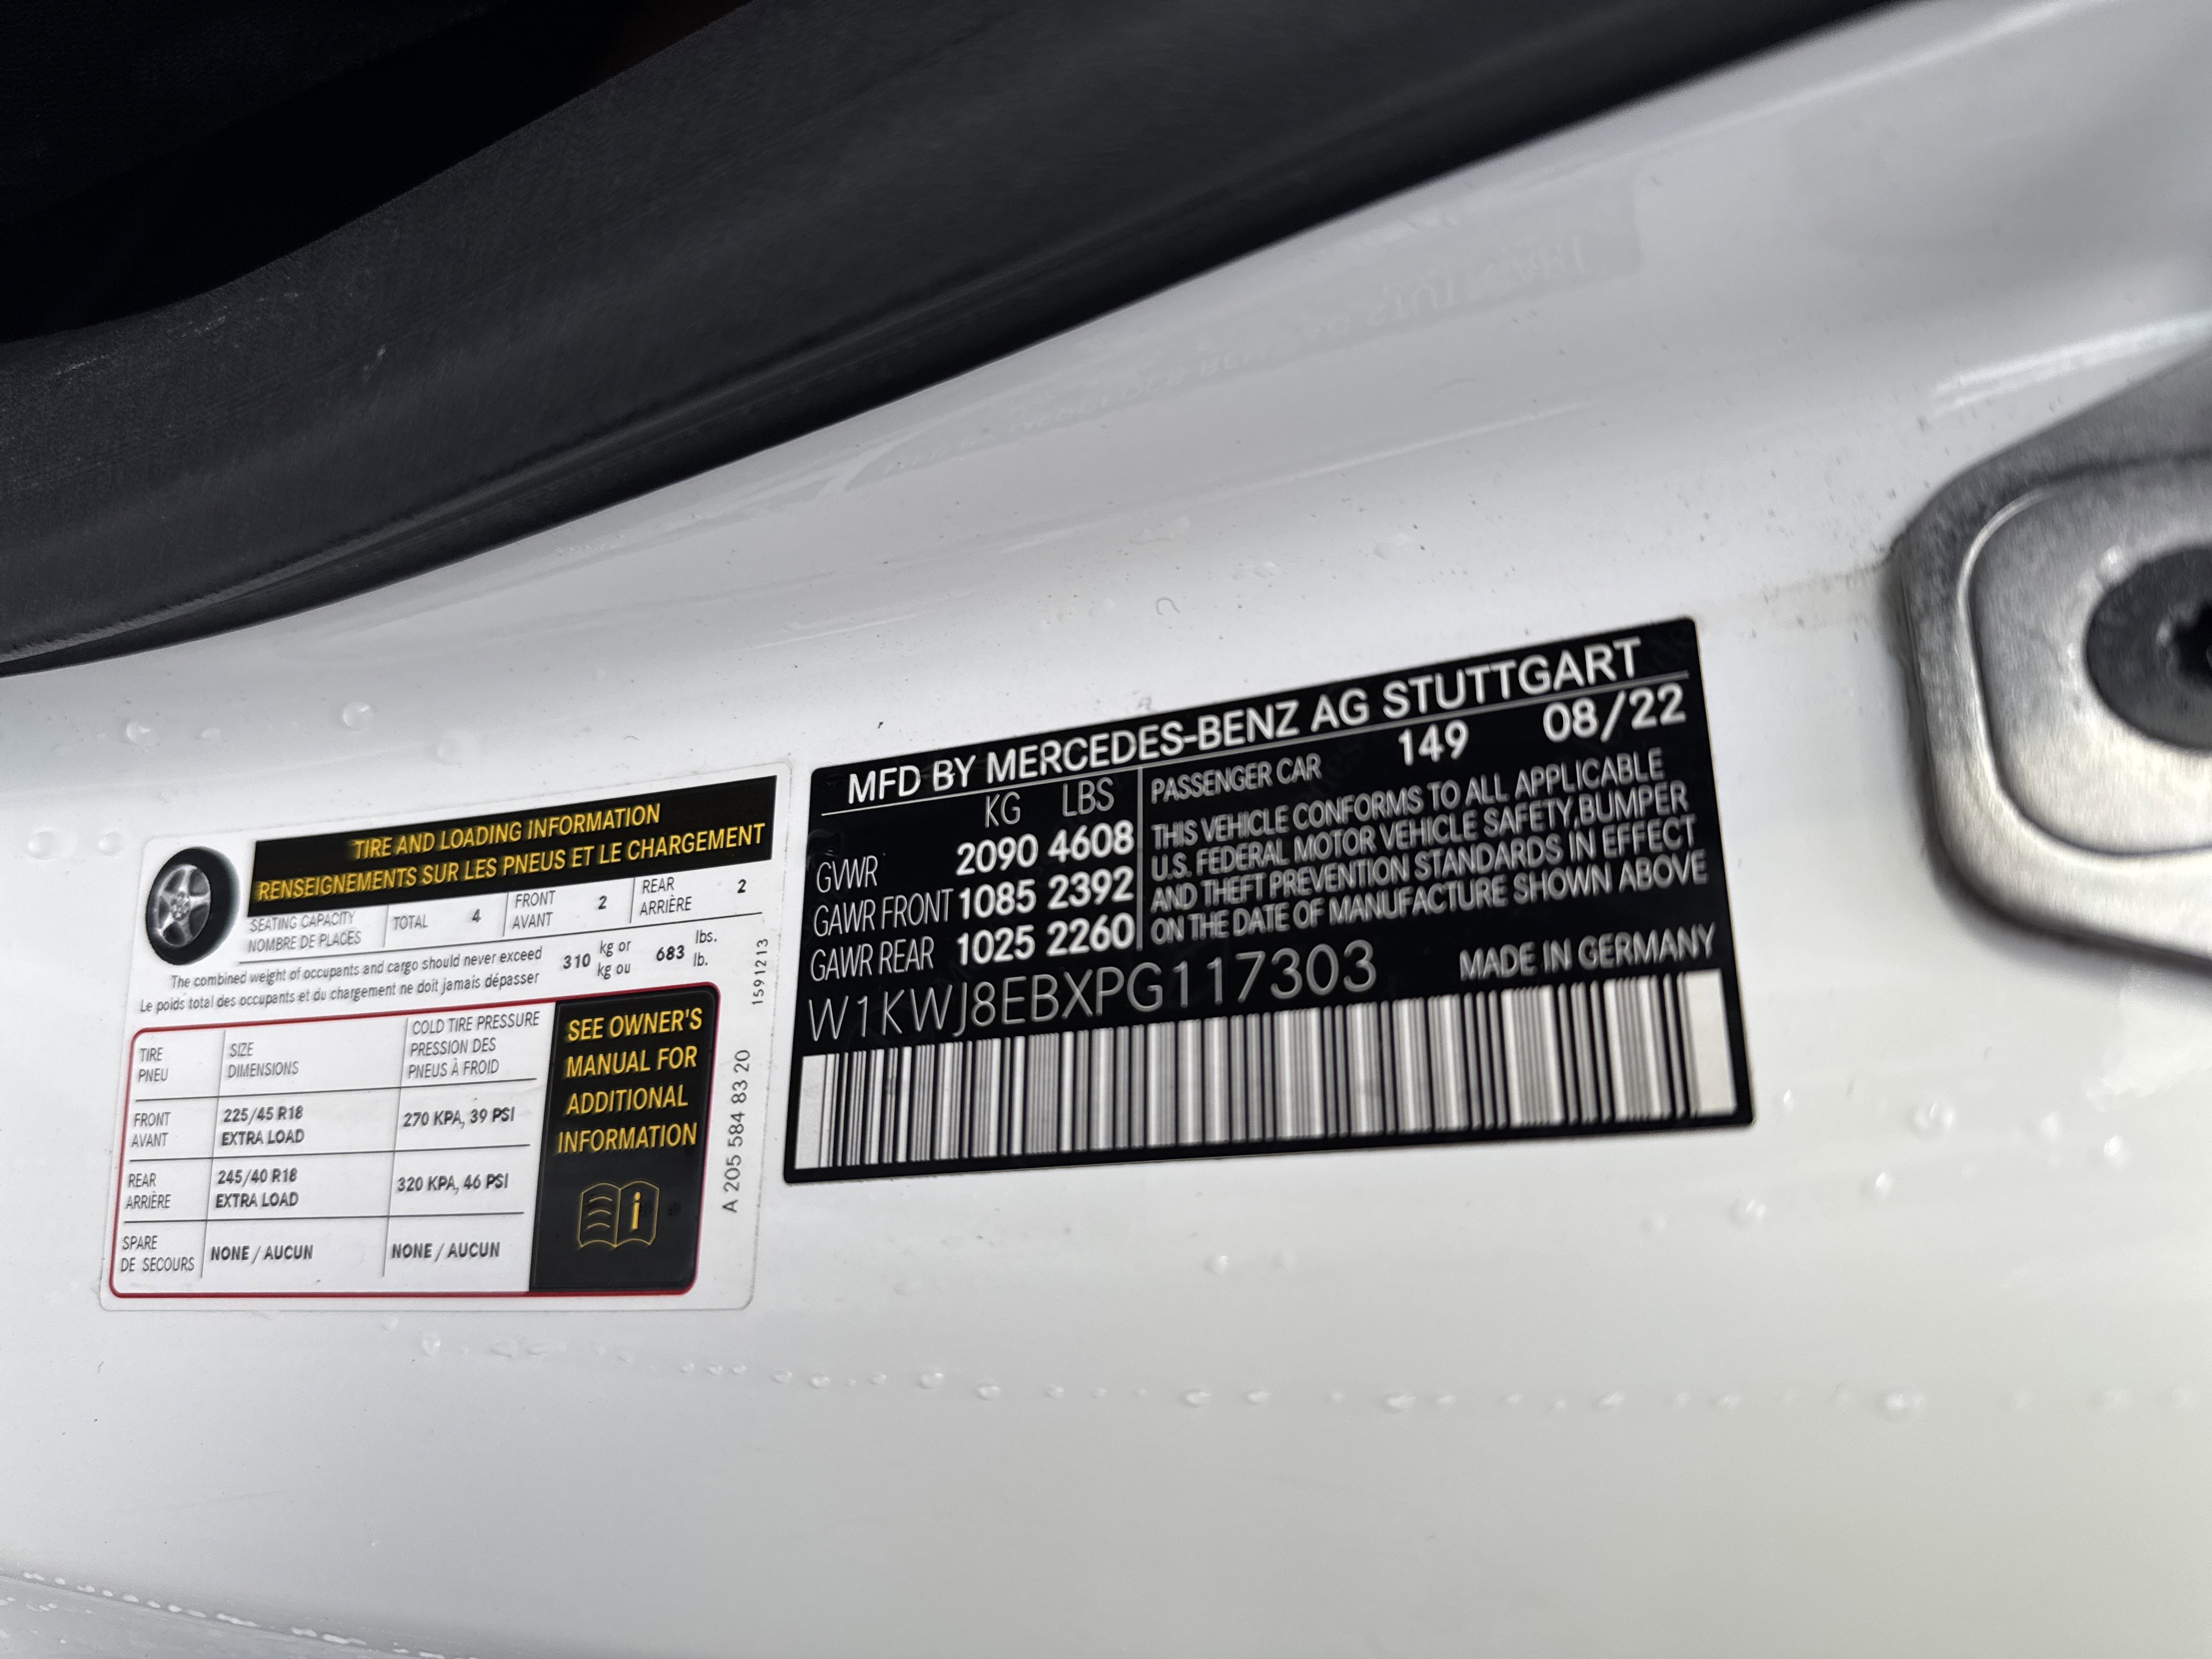 TIRE AND LOADING INFORMATION
RENSEIGNEMENTS SUR LES PNEUS ET LE CHARGEMENT
SEATING CAPACITY
NOMBRE DE PLACES
TOTAL 4
FRONT
AVANT 2
REAR
ARRIÈRE 2
The combined weight of occupants and cargo should never exceed
Le poids total des occupants et du chargement ne doit jamais dépasser
310 kg or
kg ou
683 lbs.
lb.
TIRE
PNEU
SIZE
DIMENSIONS
COLD TIRE PRESSURE
PRESSION DES
PNEUS À FROID
FRONT
AVANT
225/45 R18
EXTRA LOAD
270 KPA, 39 PSI
REAR
ARRIÈRE
245/40 R18
EXTRA LOAD
320 KPA, 46 PSI
SPARE
DE SECOURS
NONE / AUCUN
NONE / AUCUN
SEE OWNER'S
MANUAL FOR
ADDITIONAL
INFORMATION
i
1591213
A 205 584 83 20
MFD BY MERCEDES-BENZ AG STUTTGART
KG LBS
GVWR 2090 4608
GAWR FRONT 1085 2392
GAWR REAR 1025 2260
PASSENGER CAR 149 08/22
THIS VEHICLE CONFORMS TO ALL APPLICABLE
U.S. FEDERAL MOTOR VEHICLE SAFETY,BUMPER
AND THEFT PREVENTION STANDARDS IN EFFECT
ON THE DATE OF MANUFACTURE SHOWN ABOVE
W1KWJ8EBXPG117303
MADE IN GERMANY